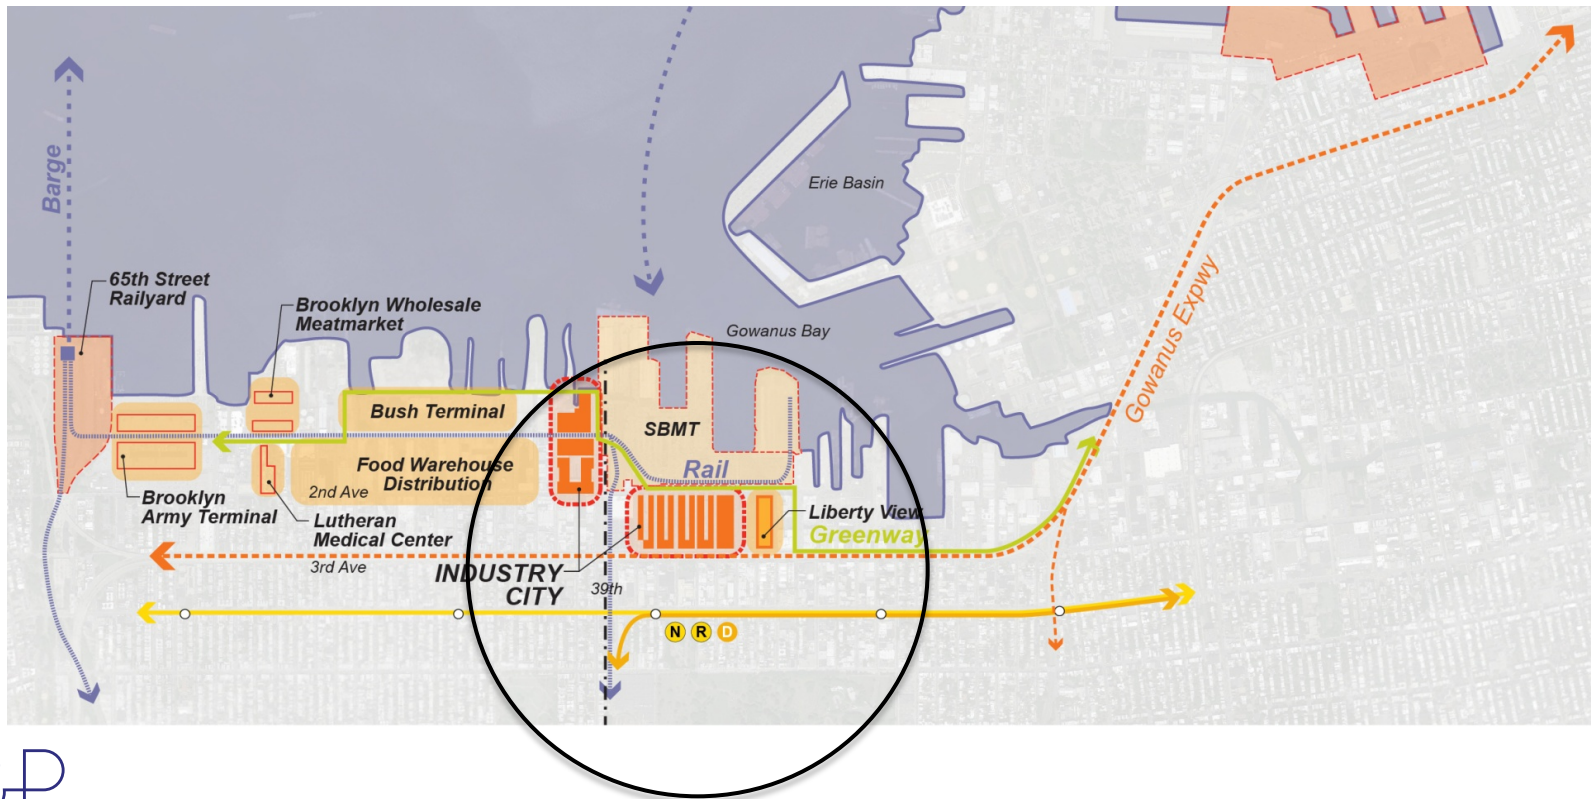 Barge
Erie Basin
65th Street
Railyard
Brooklyn Wholesale
Meatmarket
Gowanus Bay
Gowanus Expwy
Bush Terminal
SBMT
Food Warehouse
Distribution
Rail
2nd Ave
Brooklyn
Army Terminal
Lutheran
Medical Center
Liberty View
Greenway
3rd Ave
INDUSTRY
CITY
39th
N R D